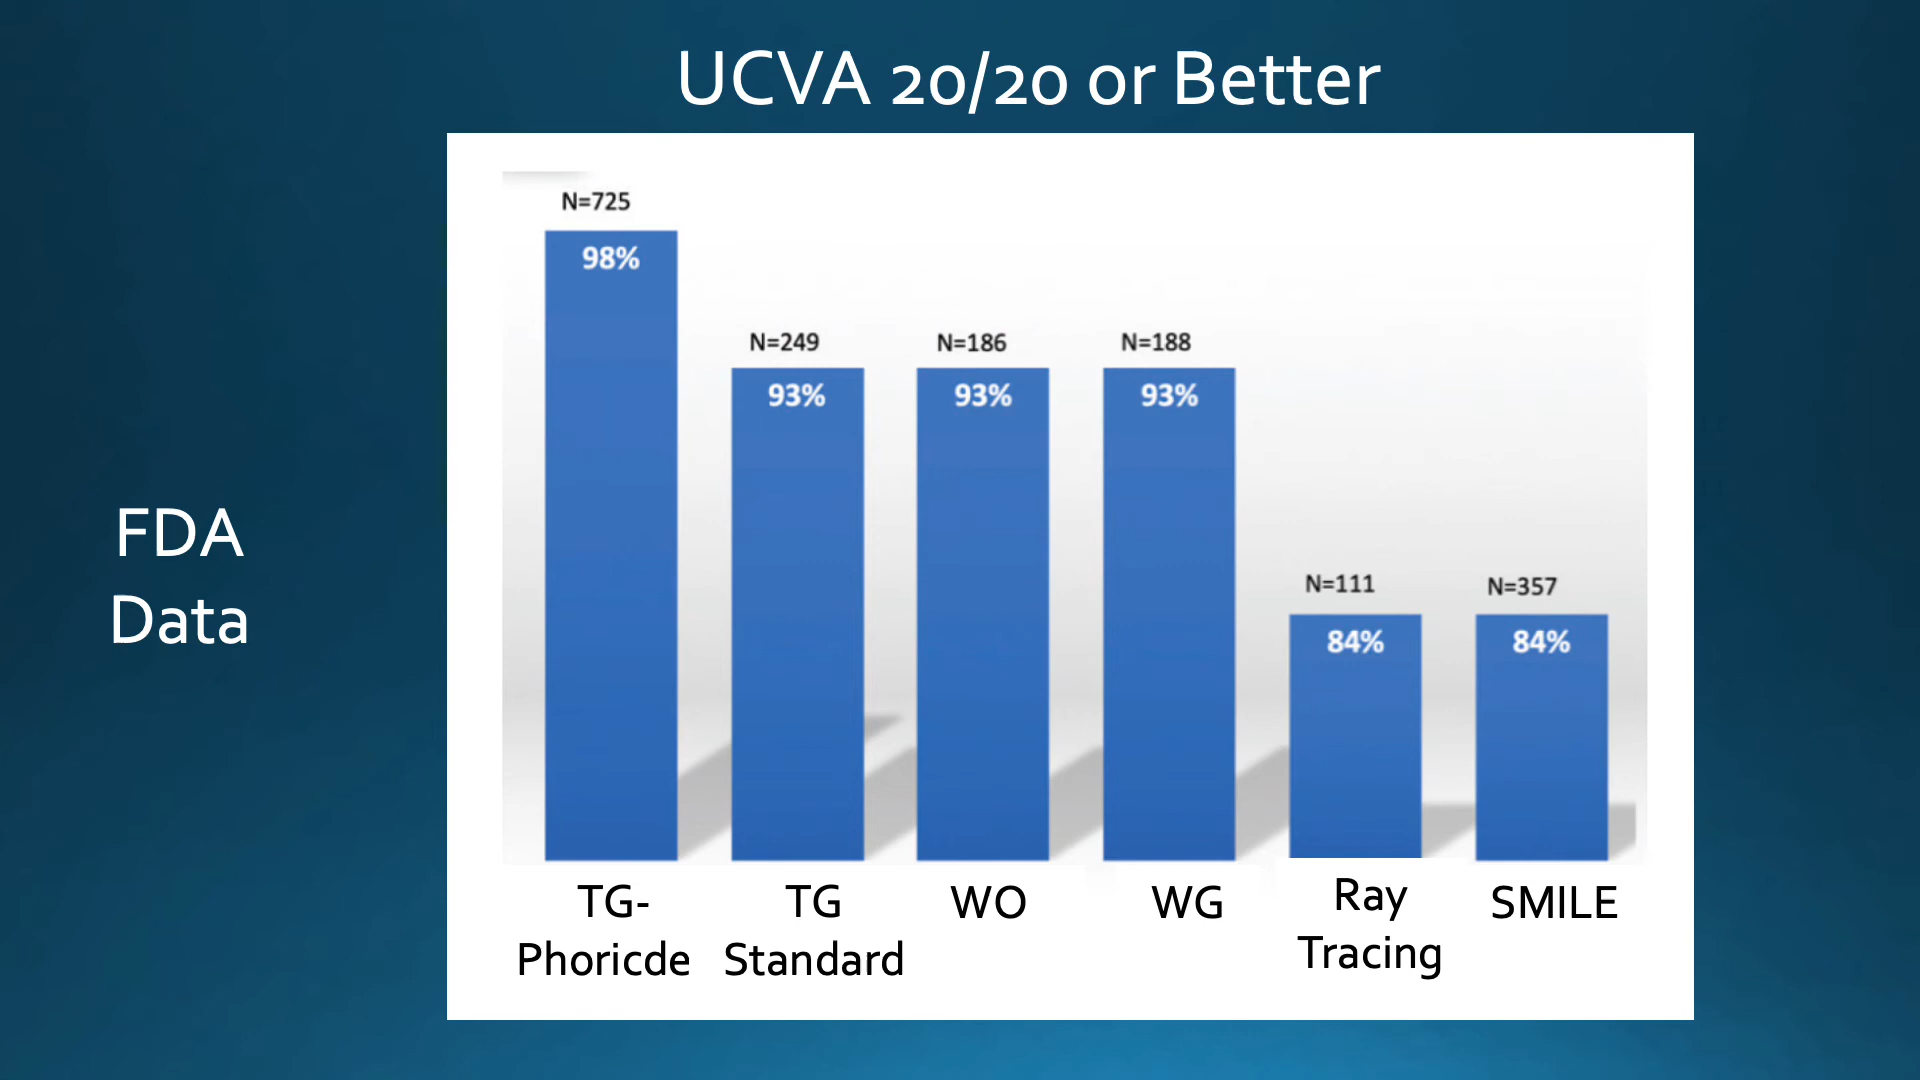 UCVA 20/20 or Better
FDA
Data
N=725
98%
N=249
93%
N=186
93%
N=188
93%
N=111
84%
N=357
84%
TG-
Phoricde
TG
Standard
WO
WG
Ray
Tracing
SMILE